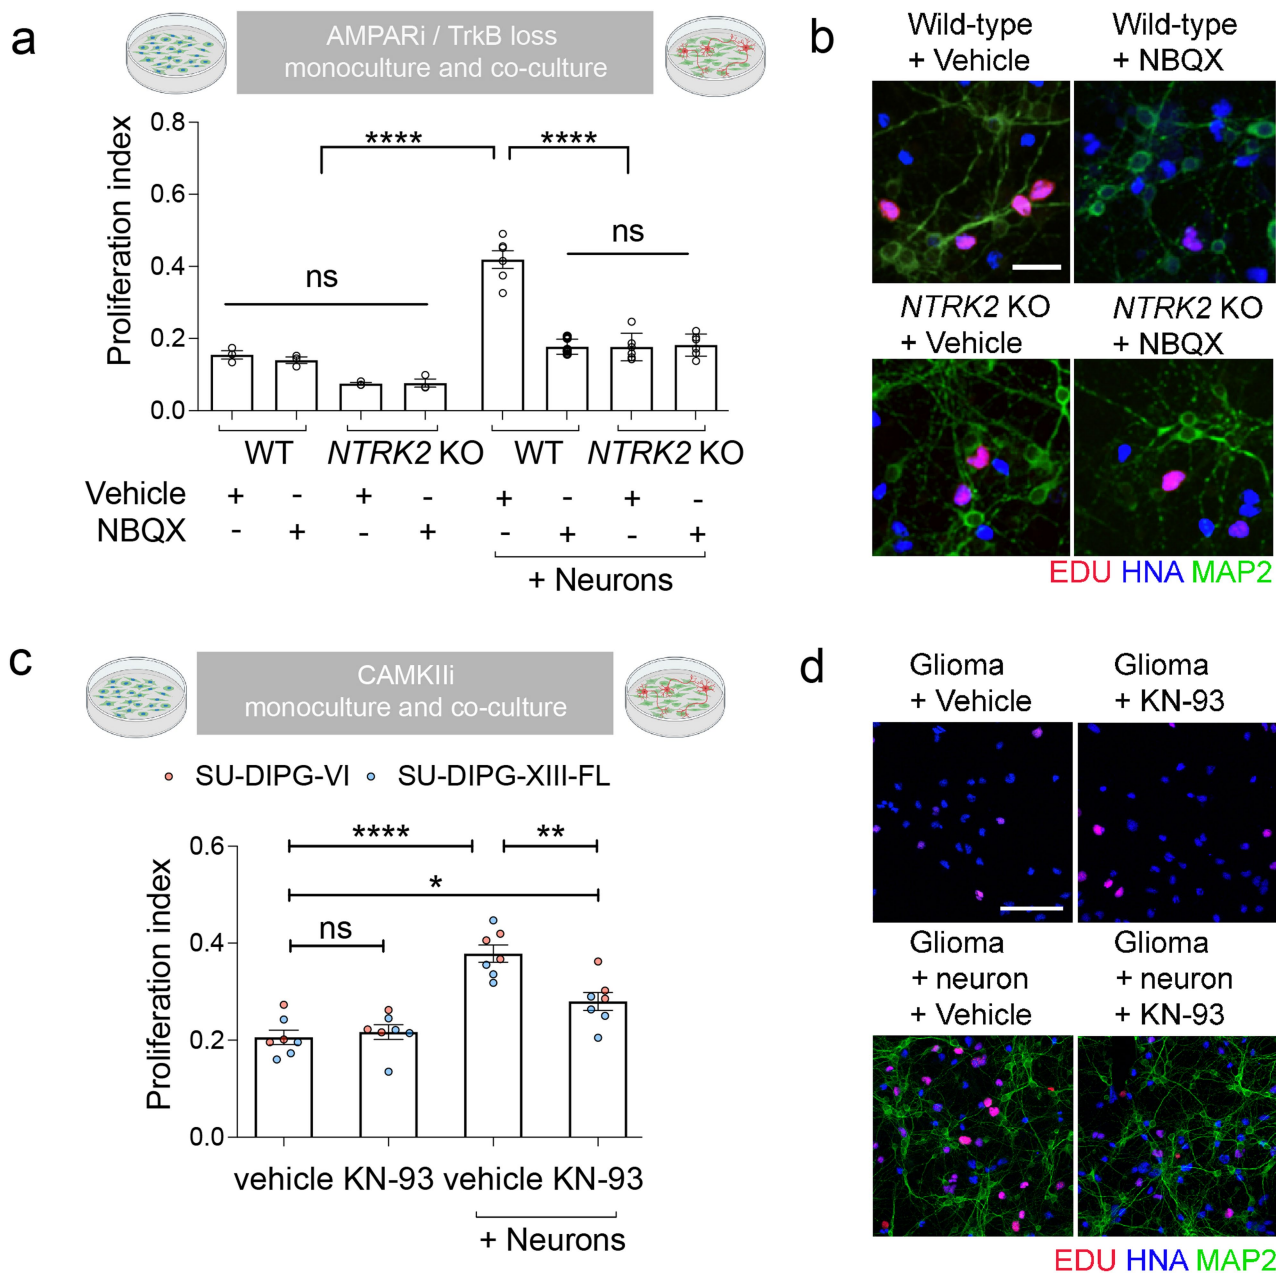 a
AMPARi / TrkB loss
monoculture and co-culture
Proliferation index
0.8
0.6
0.4
0.2
0.0
****
****
ns
ns
WT
NTRK2 KO
WT
NTRK2 KO
Vehicle + - + - + - + -
NBQX - + - + - + - +
+ Neurons
b
Wild-type
+ Vehicle
Wild-type
+ NBQX
NTRK2 KO
+ Vehicle
NTRK2 KO
+ NBQX
EDU HNA MAP2
c
CAMKIIi
monoculture and co-culture
SU-DIPG-VI
SU-DIPG-XIII-FL
Proliferation index
0.6
0.4
0.2
0.0
****
**
*
ns
vehicle KN-93 vehicle KN-93
+ Neurons
d
Glioma
+ Vehicle
Glioma
+ KN-93
Glioma
+ neuron
+ Vehicle
Glioma
+ neuron
+ KN-93
EDU HNA MAP2